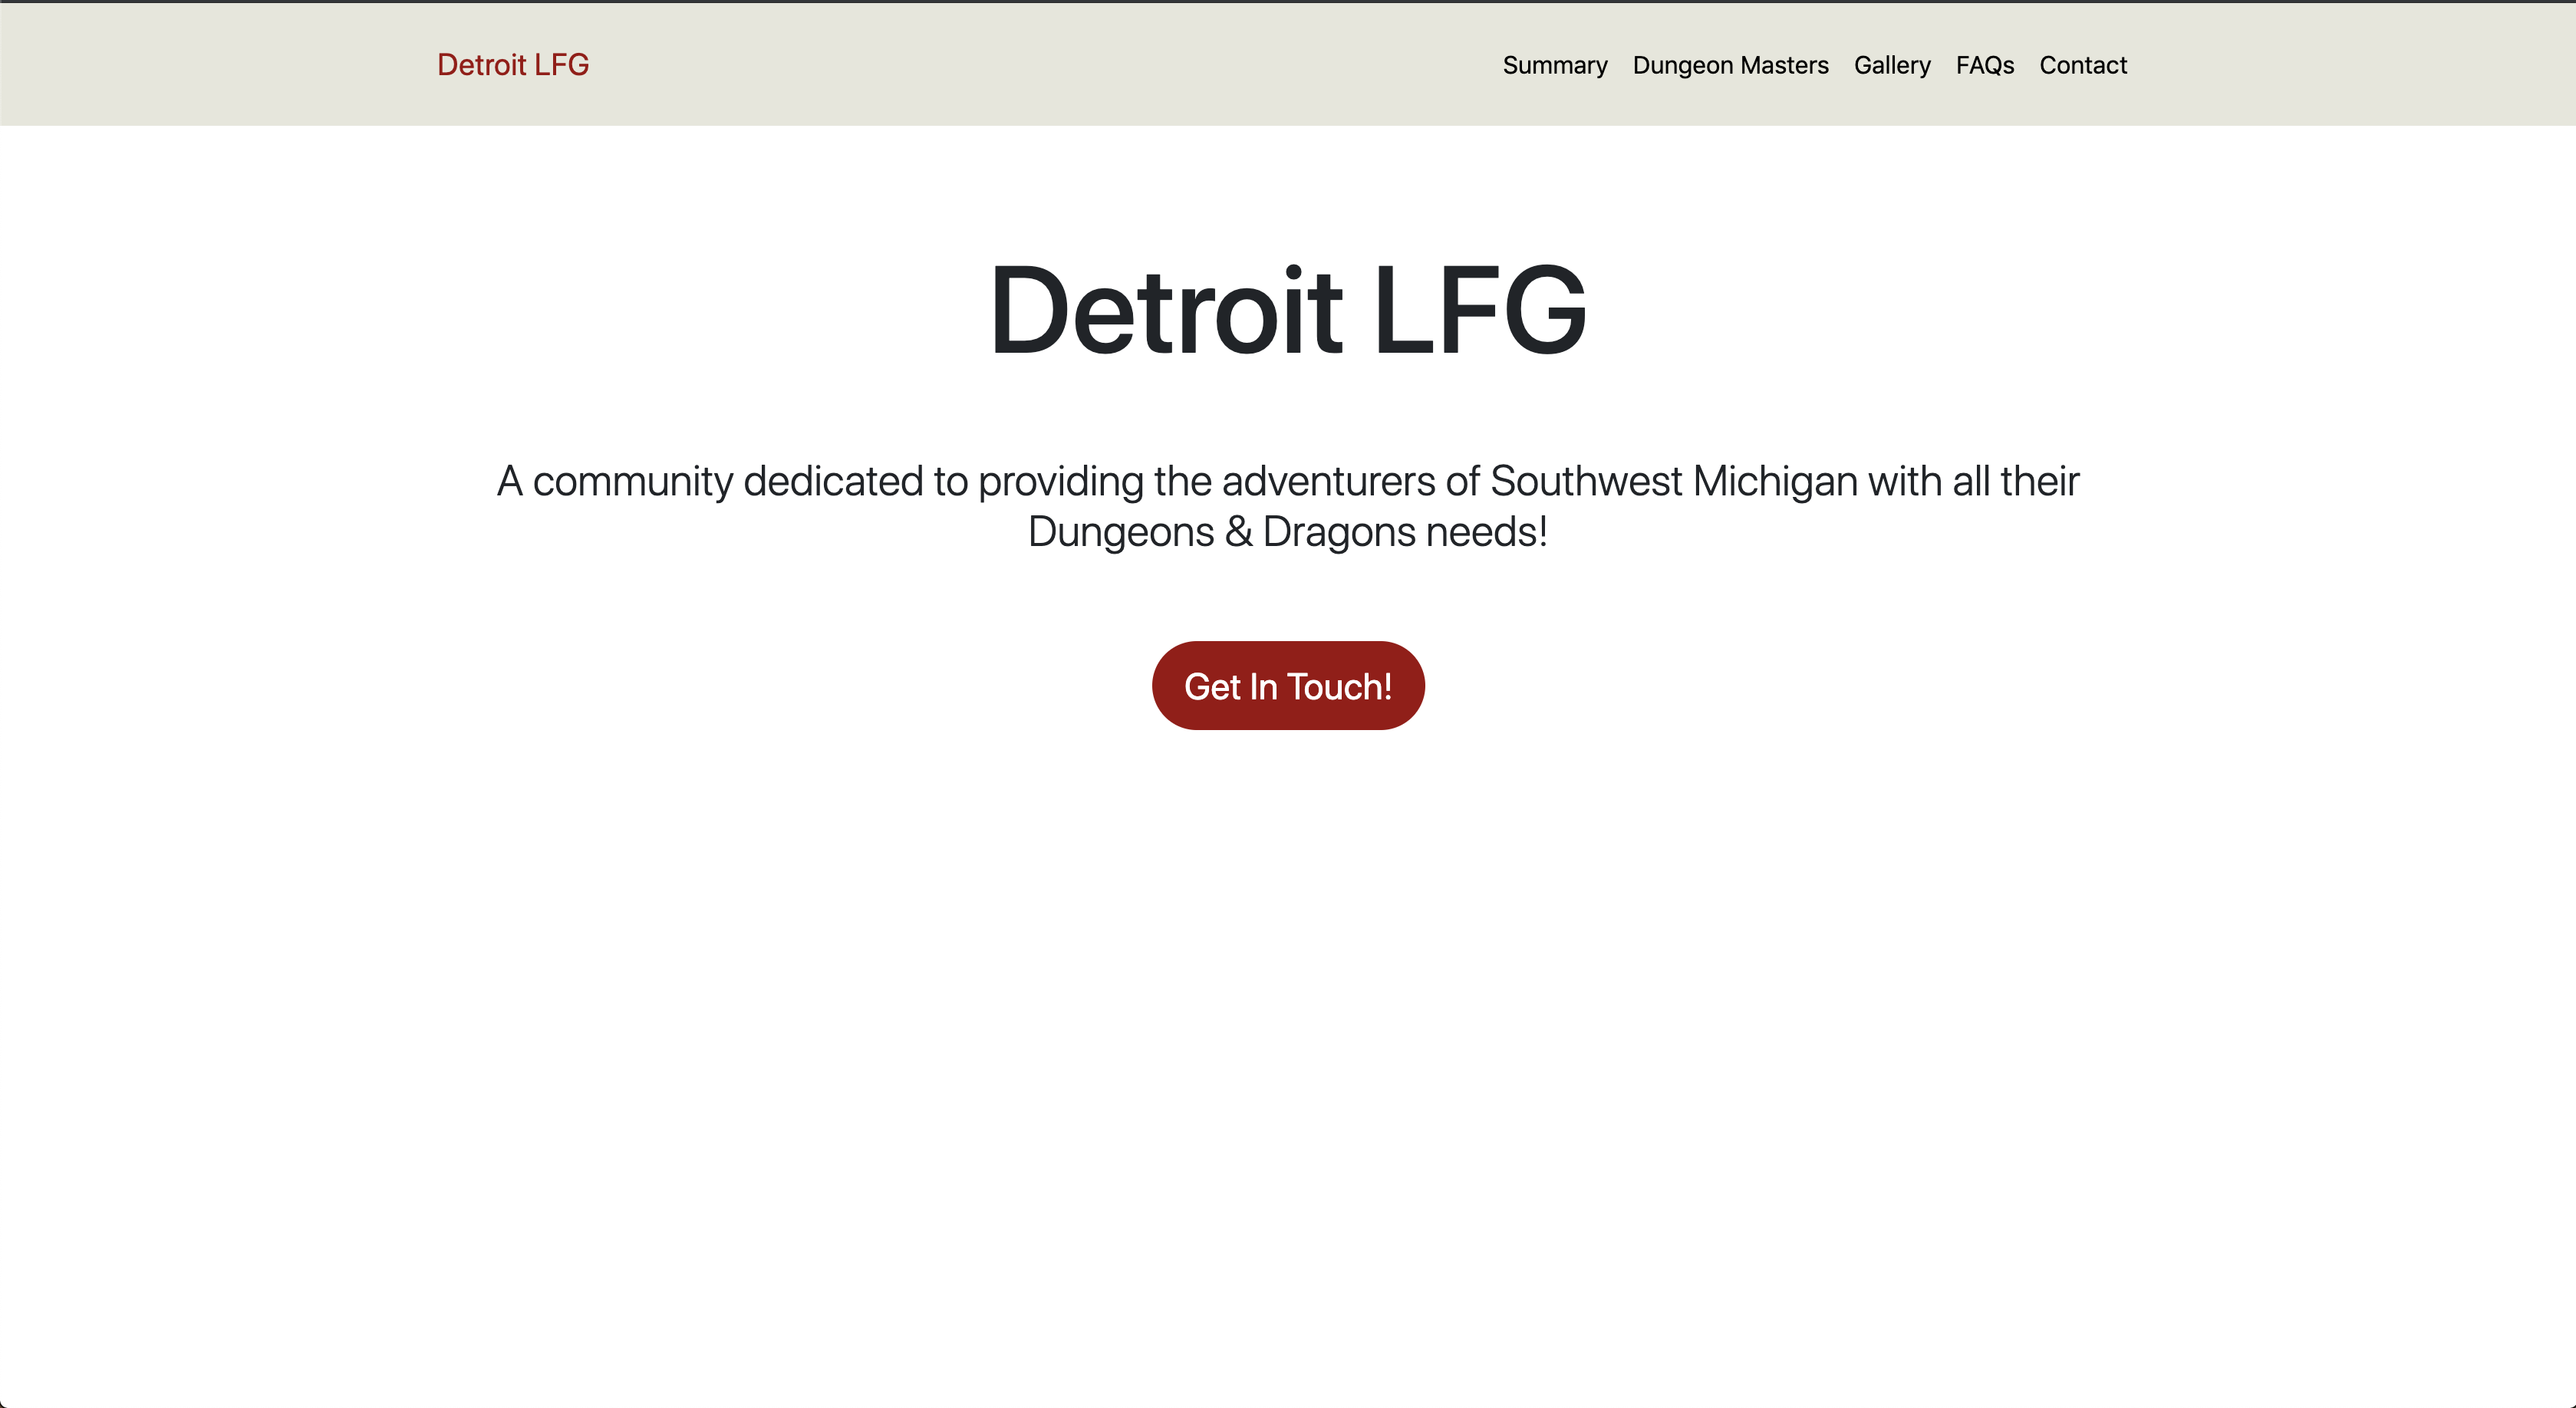 Detroit LFG
Summary Dungeon Masters Gallery FAQs Contact
Detroit LFG
A community dedicated to providing the adventurers of Southwest Michigan with all their
Dungeons & Dragons needs!
Get In Touch!